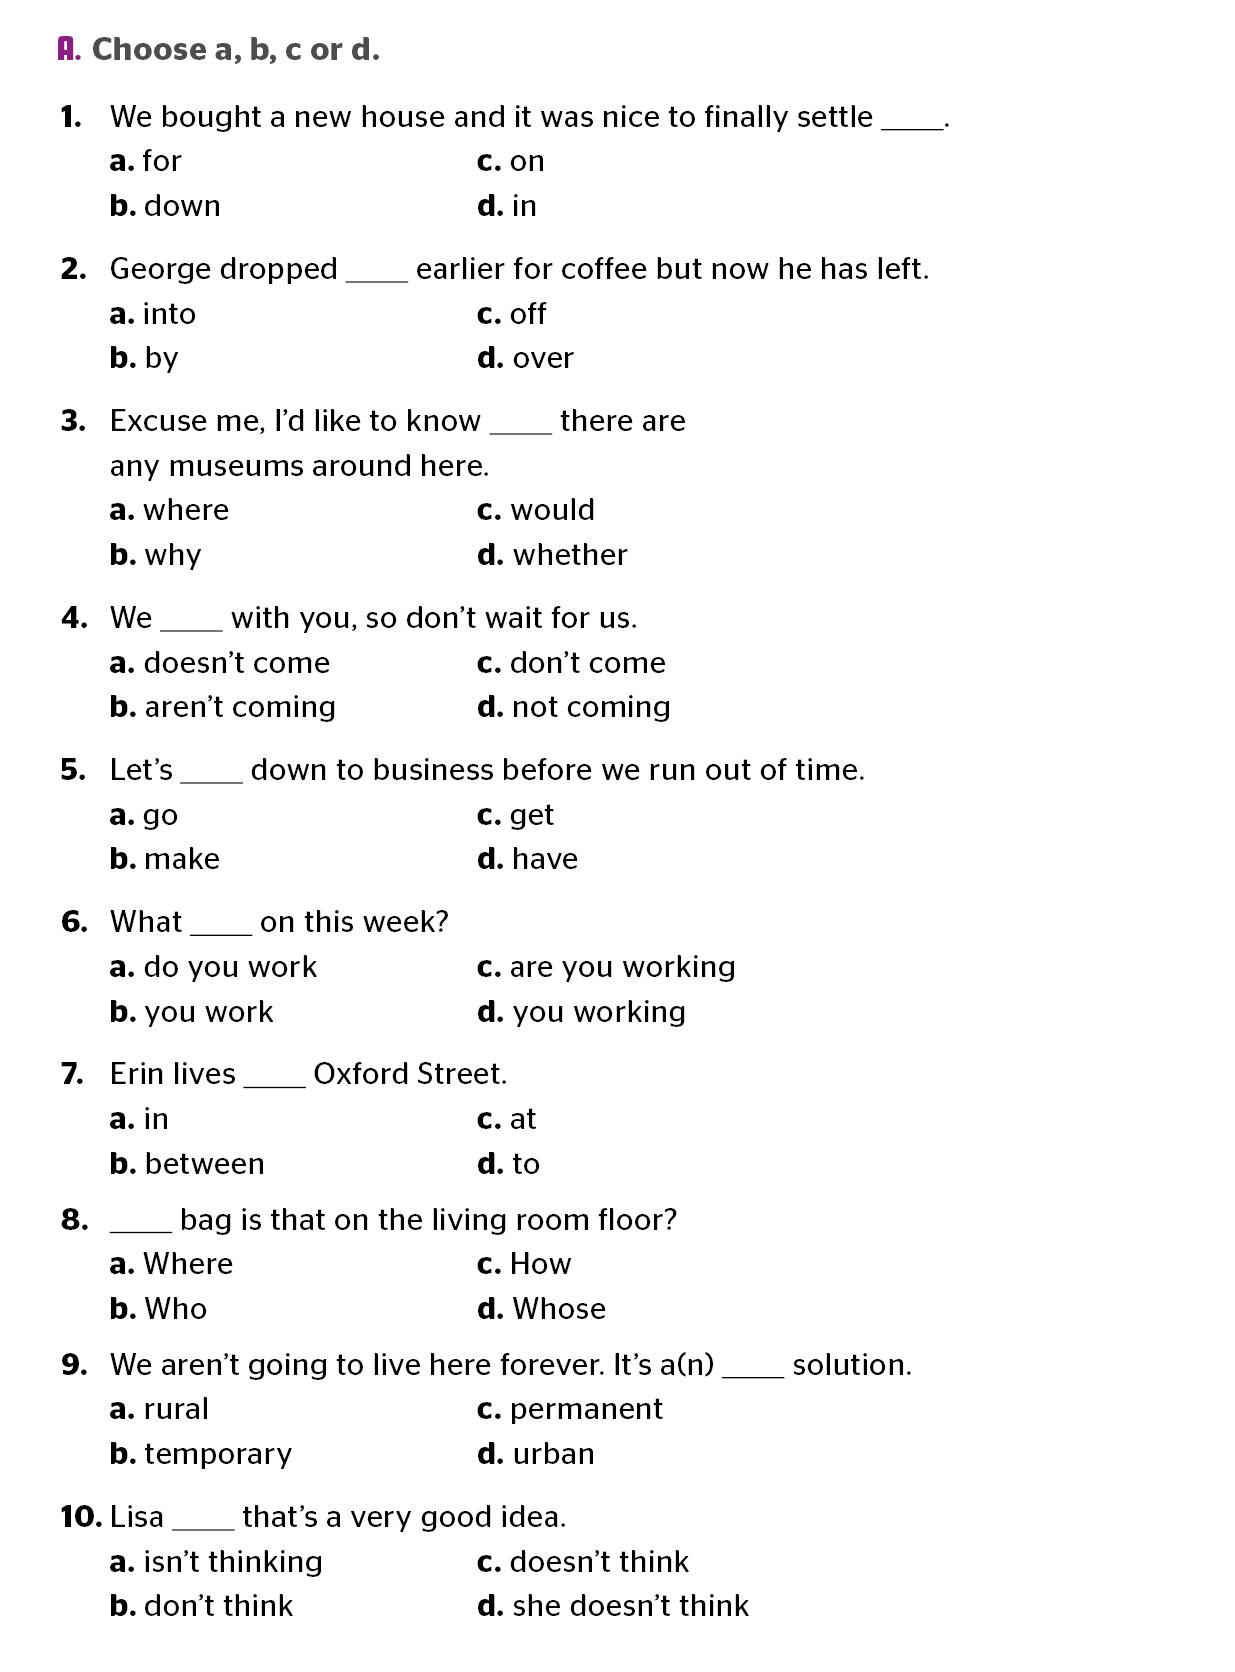 A. Choose a, b, c or d.
1. We bought a new house and it was nice to finally settle ____.
a. for c. on
b. down d. in
2. George dropped ____ earlier for coffee but now he has left.
a. into c. off
b. by d. over
3. Excuse me, I’d like to know ____ there are
any museums around here.
a. where c. would
b. why d. whether
4. We ____ with you, so don’t wait for us.
a. doesn’t come c. don’t come
b. aren’t coming d. not coming
5. Let’s ____ down to business before we run out of time.
a. go c. get
b. make d. have
6. What ____ on this week?
a. do you work c. are you working
b. you work d. you working
7. Erin lives ____ Oxford Street.
a. in c. at
b. between d. to
8. ____ bag is that on the living room floor?
a. Where c. How
b. Who d. Whose
9. We aren’t going to live here forever. It’s a(n) ____ solution.
a. rural c. permanent
b. temporary d. urban
10. Lisa ____ that’s a very good idea.
a. isn’t thinking c. doesn’t think
b. don’t think d. she doesn’t think